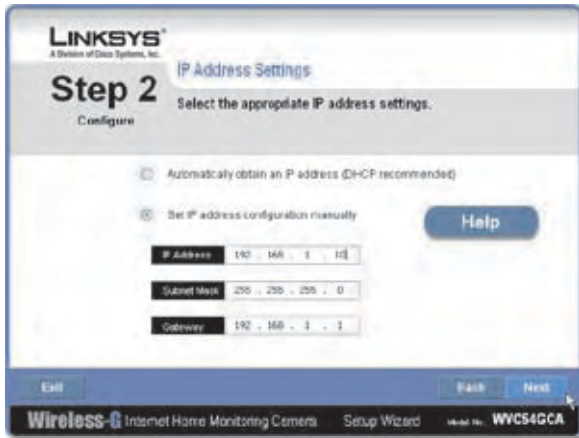 LINKSYS®
A Division of Cisco Systems, Inc.
Step 2
Configure
IP Address Settings
Select the appropriate IP address settings.
Automatically obtain an IP address (DHCP recommended)
Set IP address configuration manually
Help
IP Address 192 . 168 . 1 . 10
Subnet Mask 255 . 255 . 255 . 0
Gateway 192 . 168 . 1 . 1
Exit
Back Next
Wireless-G Internet Home Monitoring Camera Setup Wizard Model No. WVC54GCA